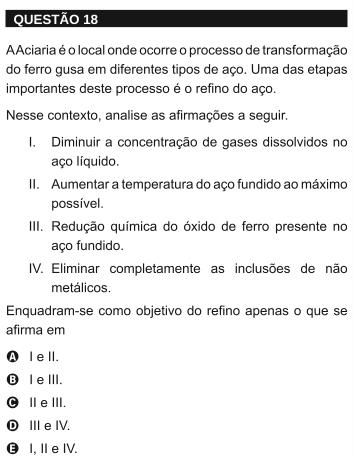 QUESTÃO 18
A Aciaria é o local onde ocorre o processo de transformação
do ferro gusa em diferentes tipos de aço. Uma das etapas
importantes deste processo é o refino do aço.
Nesse contexto, analise as afirmações a seguir.
I. Diminuir a concentração de gases dissolvidos no
aço líquido.
II. Aumentar a temperatura do aço fundido ao máximo
possível.
III. Redução química do óxido de ferro presente no
aço fundido.
IV. Eliminar completamente as inclusões de não
metálicos.
Enquadram-se como objetivo do refino apenas o que se
afirma em
A I e II.
B I e III.
C II e III.
D III e IV.
E I, II e IV.